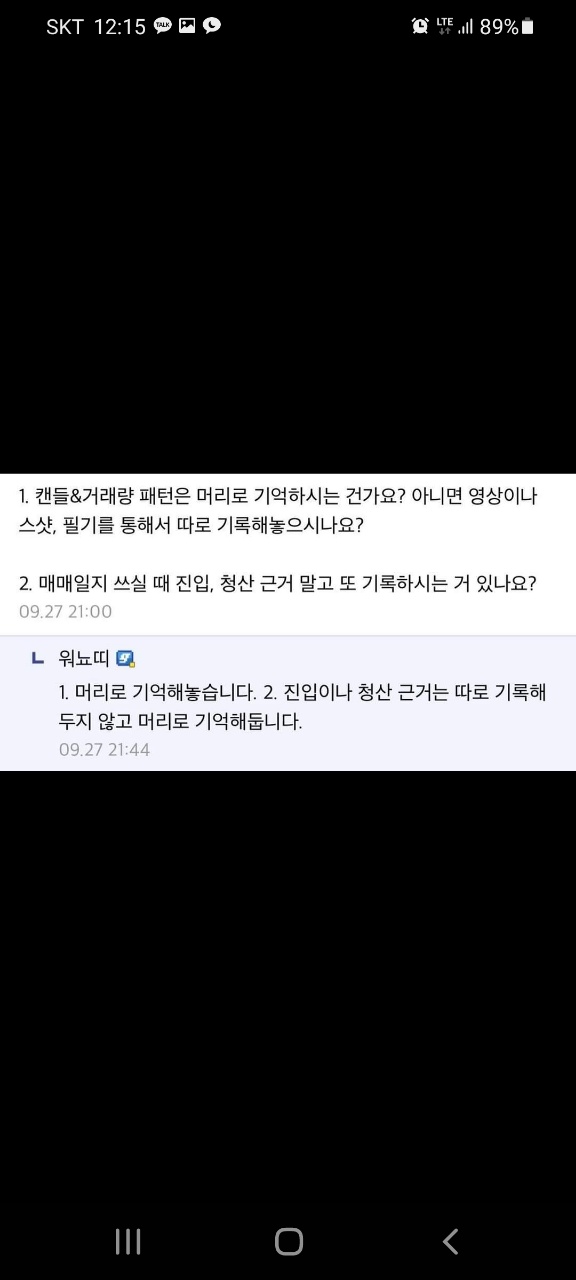 SKT 12:15 TALK LTE 89%
1. 캔들&거래량 패턴은 머리로 기억하시는 건가요? 아니면 영상이나
스샷, 필기를 통해서 따로 기록해놓으시나요?
2. 매매일지 쓰실 때 진입, 청산 근거 말고 또 기록하시는 거 있나요?
09.27 21:00
ㄴ 워뇨띠
1. 머리로 기억해놓습니다. 2. 진입이나 청산 근거는 따로 기록해
두지 않고 머리로 기억해둡니다.
09.27 21:44